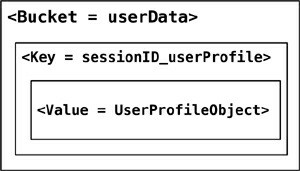 <Bucket = userData>
<Key = sessionID_userProfile>
<Value = UserProfileObject>